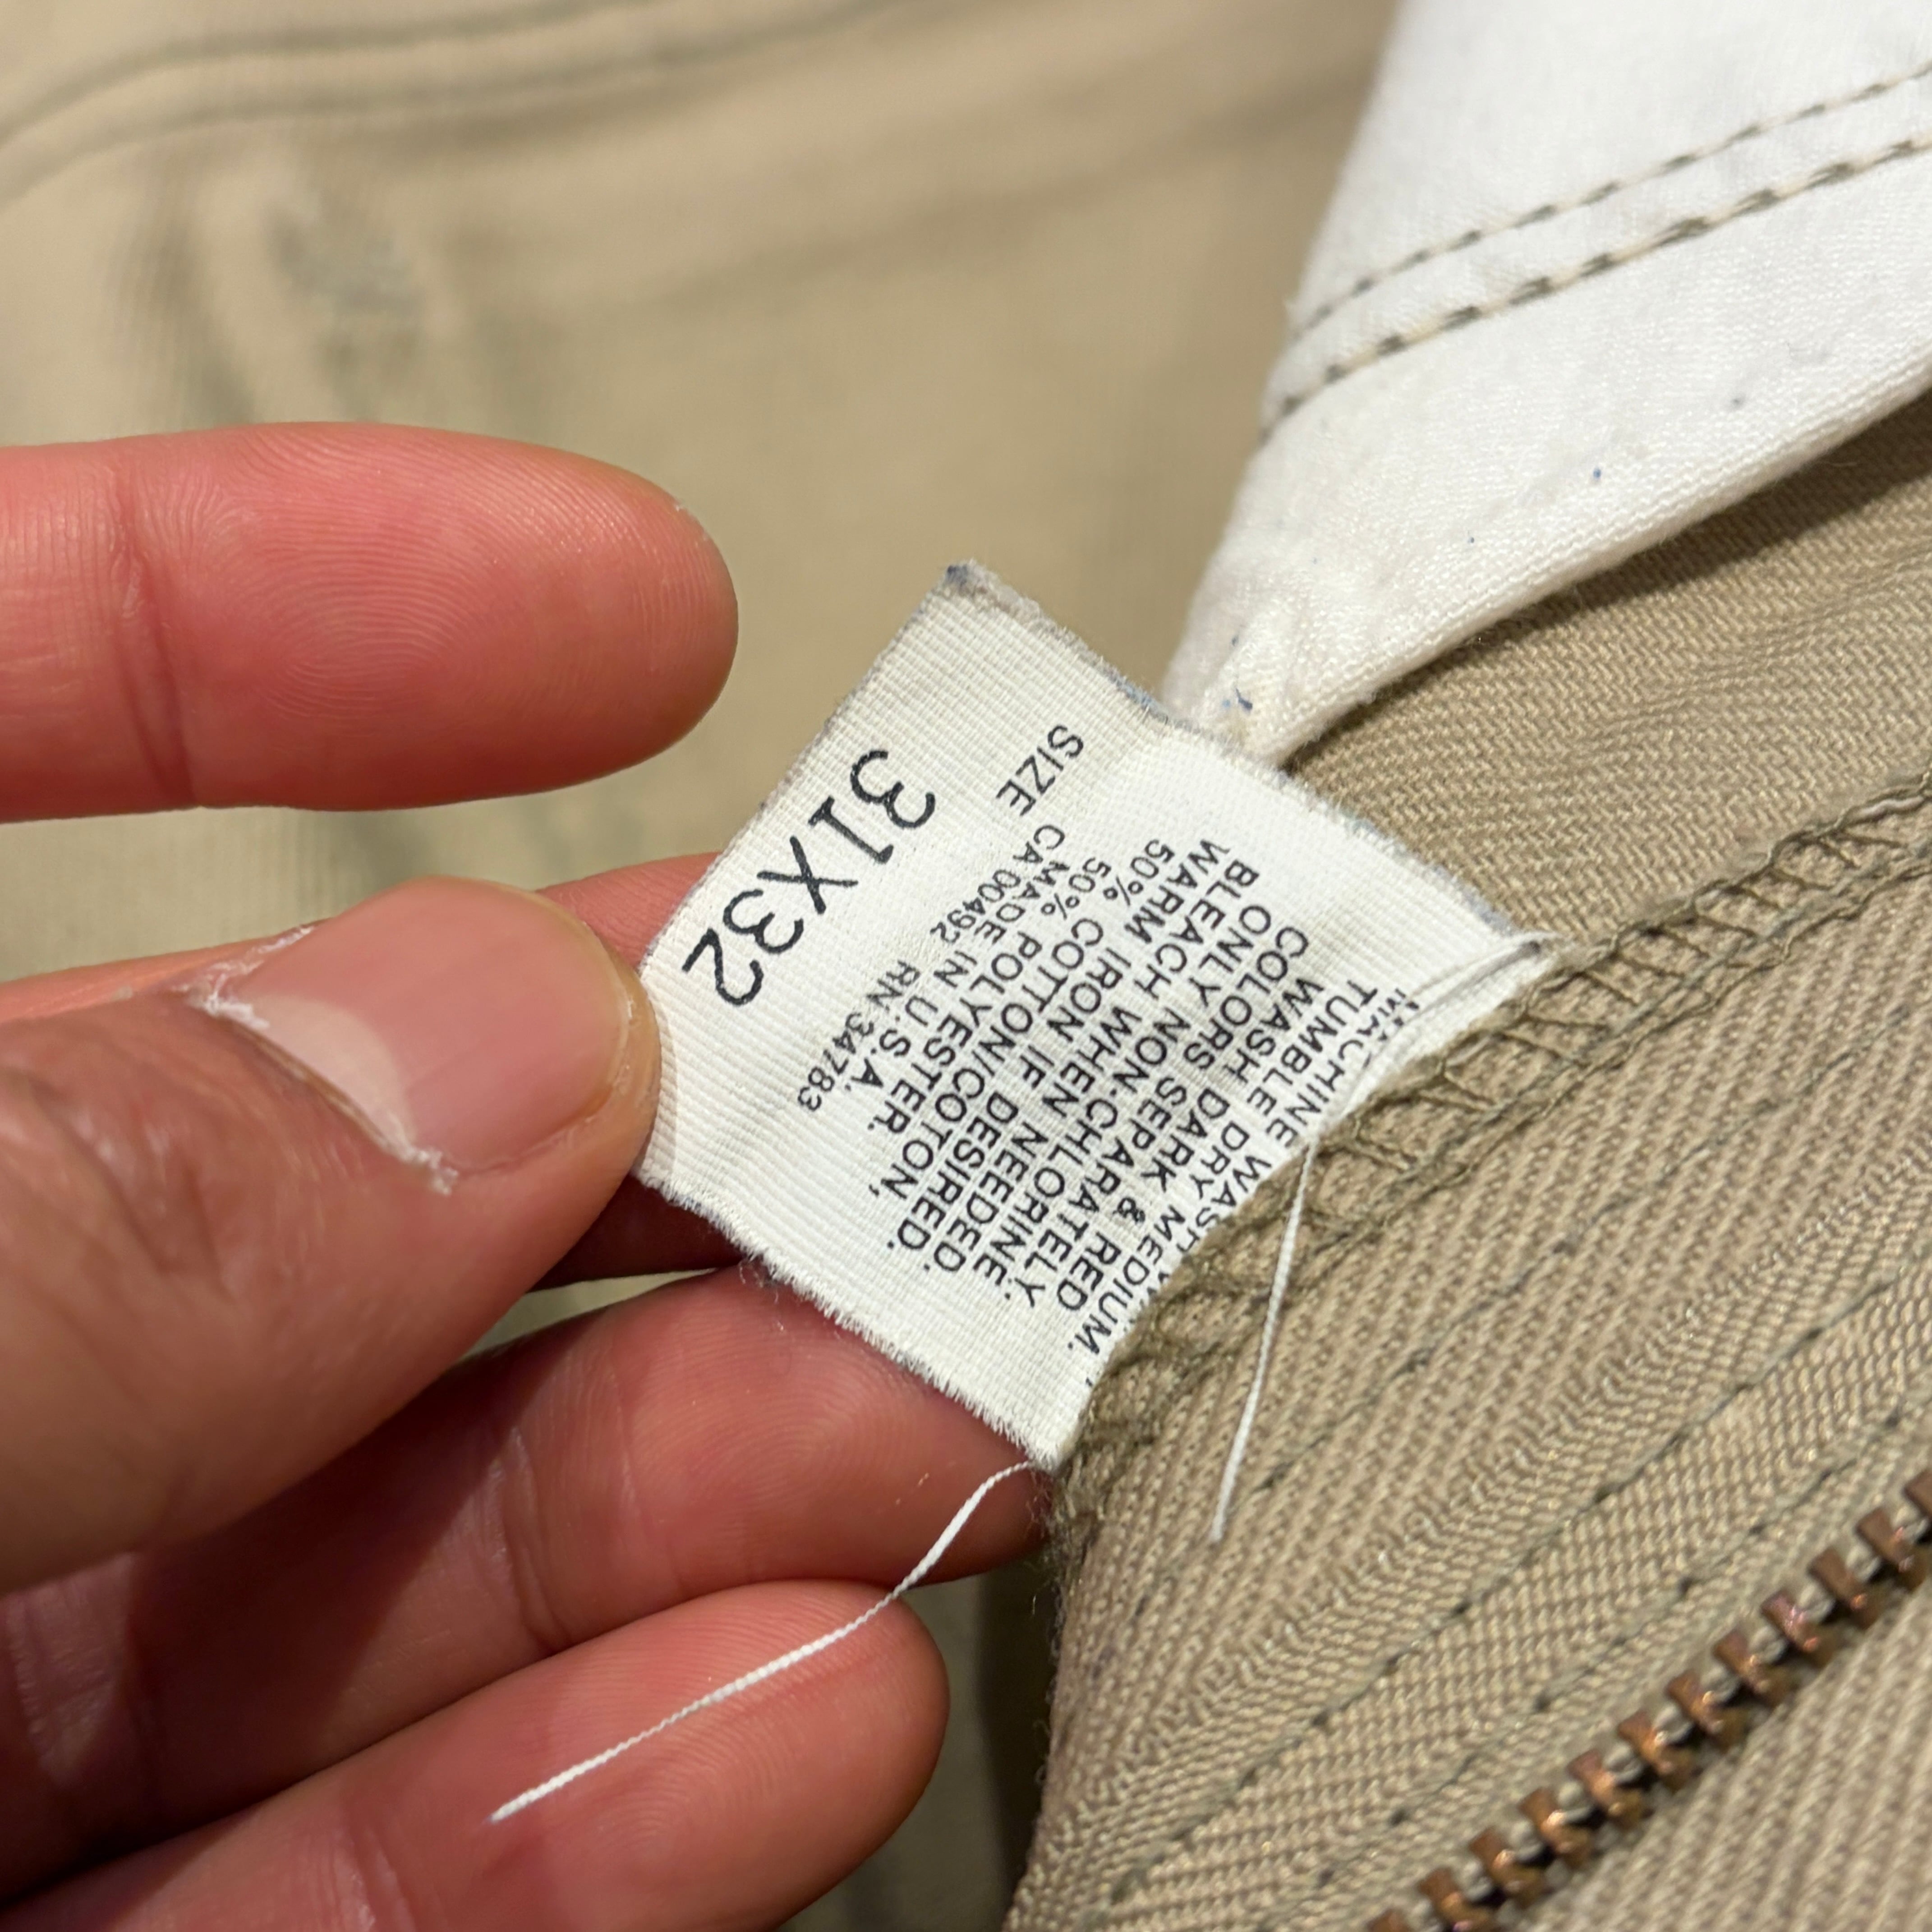 MACHINE WASH
TUMBLE DRY MEDIUM.
WASH DARK & RED
COLORS SEPARATELY.
ONLY NON-CHLORINE
BLEACH WHEN NEEDED.
WARM IRON IF DESIRED.
50% COTTON/COTON,
50% POLYESTER.
MADE IN U.S.A.
CA 00492 RN 34783
SIZE
31X32